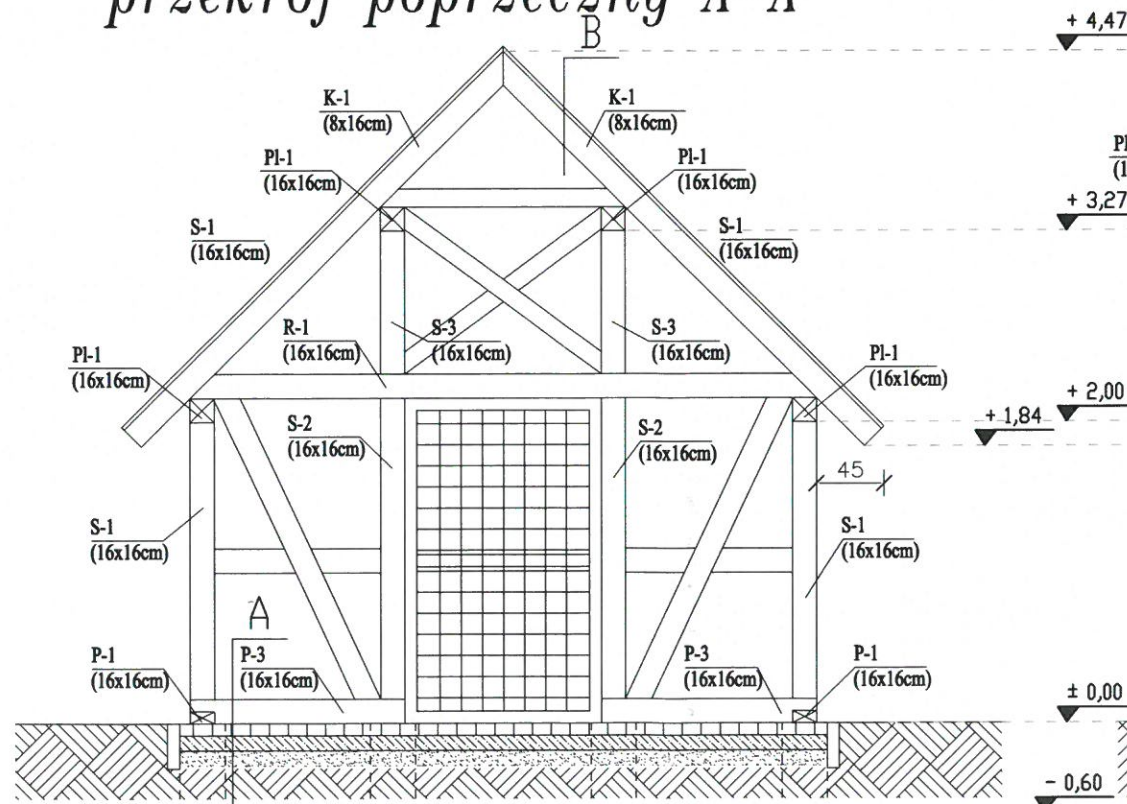 przekrój poprzeczny A-A
B
+ 4,47
K-1
(8x16cm)
K-1
(8x16cm)
Pl-1
(16x16cm)
Pl-1
(16x16cm)
+ 3,27
S-1
(16x16cm)
S-1
(16x16cm)
R-1
(16x16cm)
S-3
(16x16cm)
S-3
(16x16cm)
Pl-1
(16x16cm)
Pl-1
(16x16cm)
+ 2,00
+ 1,84
S-2
(16x16cm)
S-2
(16x16cm)
45
S-1
(16x16cm)
S-1
(16x16cm)
A
P-1
(16x16cm)
P-3
(16x16cm)
P-3
(16x16cm)
P-1
(16x16cm)
± 0,00
- 0,60